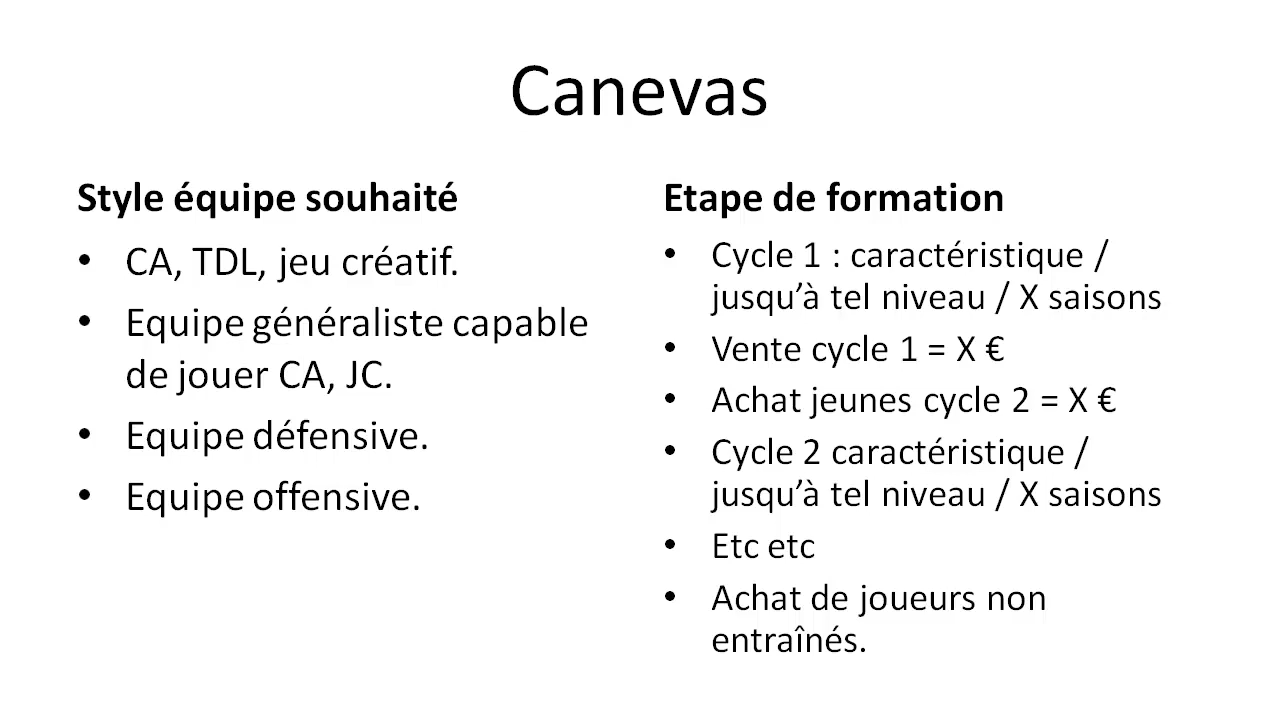 Canevas
Style équipe souhaité
• CA, TDL, jeu créatif.
• Equipe généraliste capable
de jouer CA, JC.
• Equipe défensive.
• Equipe offensive.
Etape de formation
• Cycle 1 : caractéristique /
jusqu’à tel niveau / X saisons
• Vente cycle 1 = X €
• Achat jeunes cycle 2 = X €
• Cycle 2 caractéristique /
jusqu’à tel niveau / X saisons
• Etc etc
• Achat de joueurs non
entraînés.